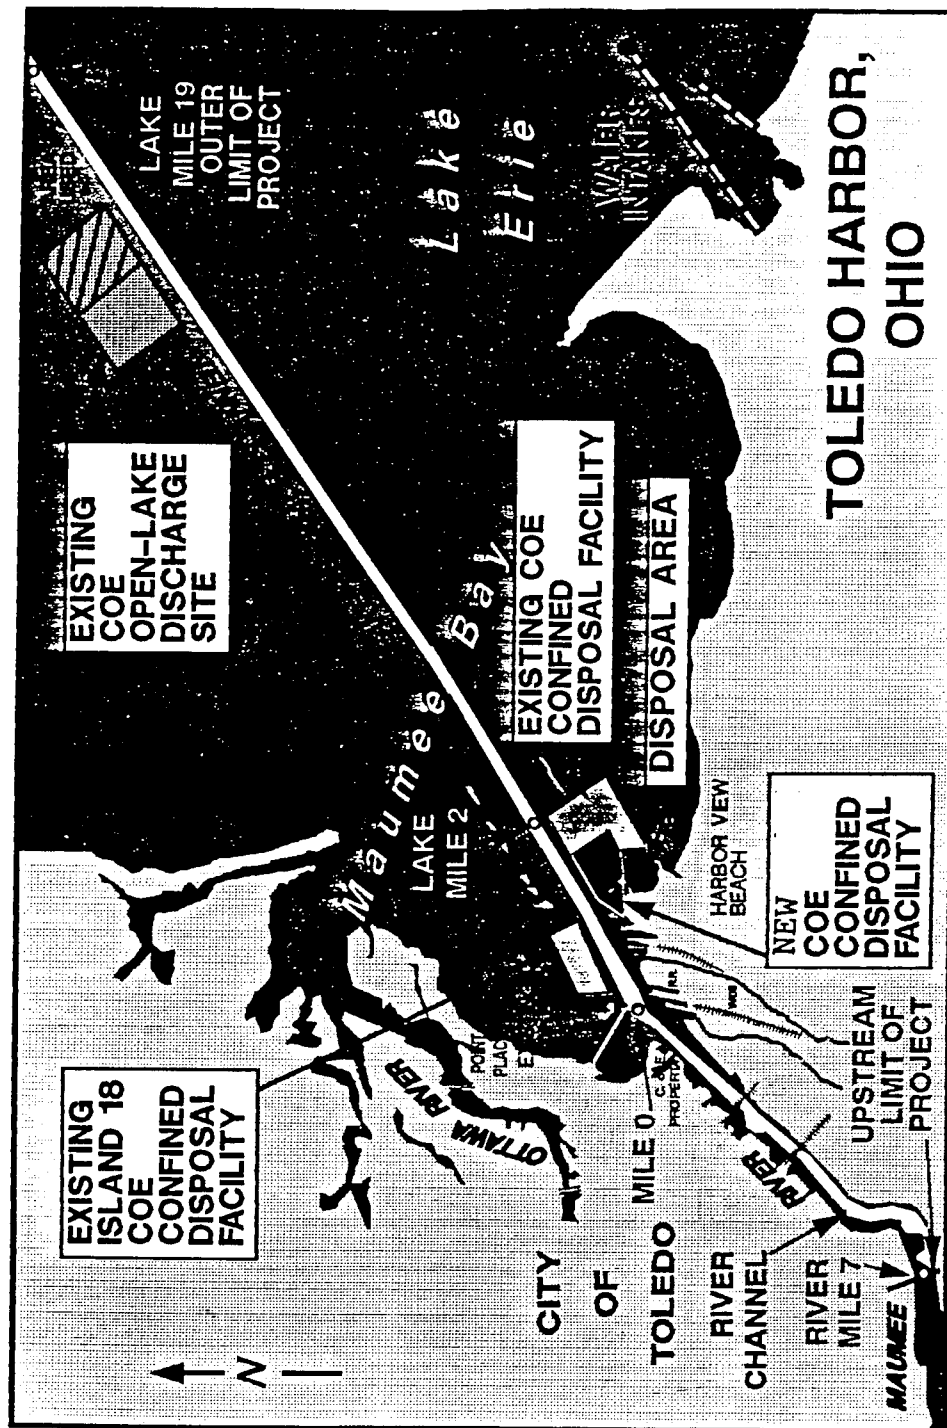 EXISTING
ISLAND 18
COE
CONFINED
DISPOSAL
FACILITY
EXISTING
COE
OPEN-LAKE
DISCHARGE
SITE
LAKE
MILE 19
OUTER
LIMIT OF
PROJECT
N
OTTAWA RIVER
POINT
Maumee Bay
LAKE
MILE 2
Lake
Erie
WATER
INTAKES
EXISTING COE
CONFINED
DISPOSAL FACILITY
DISPOSAL AREA
CITY
OF
TOLEDO
MILE 0
R.R.
HARBOR VIEW
BEACH
RIVER
CHANNEL
RIVER
MILE 7
MAUMEE
RIVER
UPSTREAM
LIMIT OF
PROJECT
NEW
COE
CONFINED
DISPOSAL
FACILITY
TOLEDO HARBOR,
OHIO